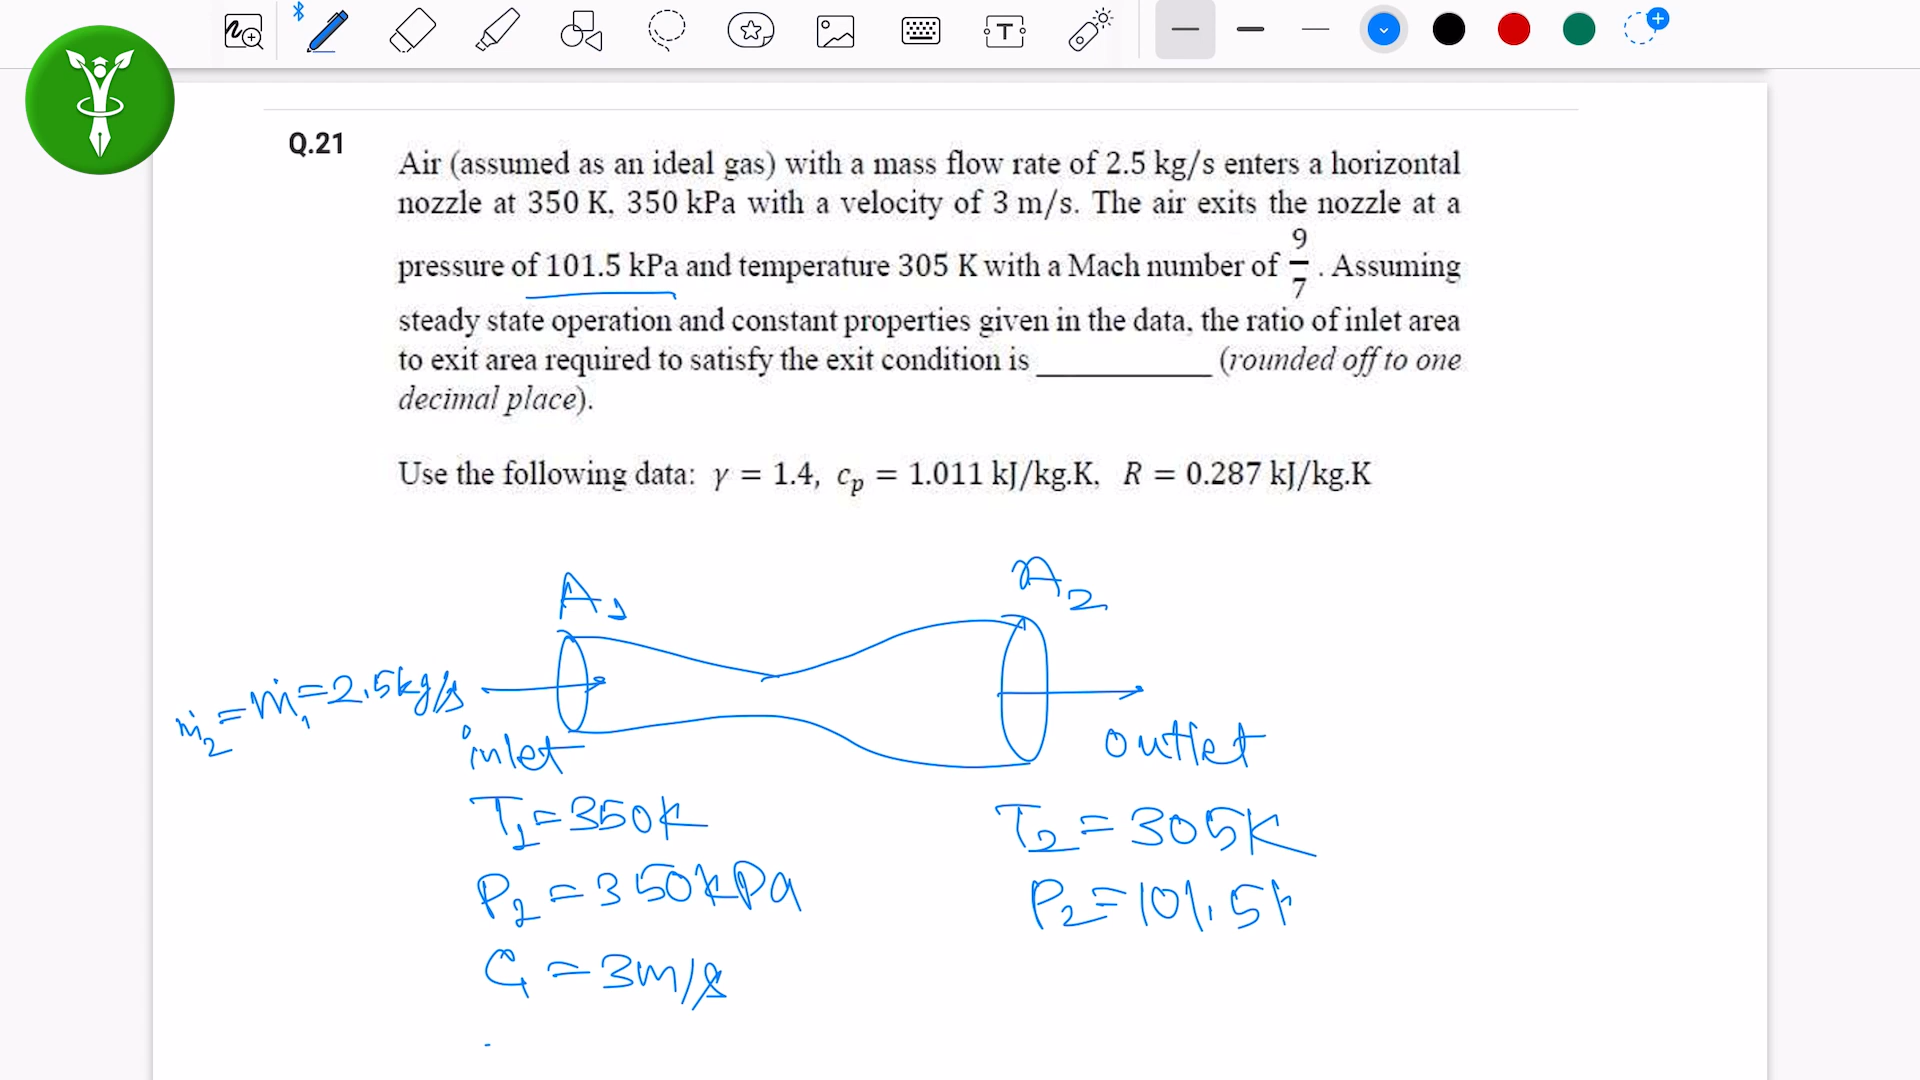 Q.21
Air (assumed as an ideal gas) with a mass flow rate of 2.5 kg/s enters a horizontal
nozzle at 350 K, 350 kPa with a velocity of 3 m/s. The air exits the nozzle at a
pressure of 101.5 kPa and temperature 305 K with a Mach number of 9/7 . Assuming
steady state operation and constant properties given in the data, the ratio of inlet area
to exit area required to satisfy the exit condition is ____________ (rounded off to one
decimal place).
Use the following data: γ = 1.4, cp = 1.011 kJ/kg.K, R = 0.287 kJ/kg.K
A1
A2
ṁ2 = ṁ1 = 2.5kg/s
inlet
outlet
T1 = 350K
T2 = 305K
P2 = 350kPa
P2 = 101.5k
C1 = 3m/s
T